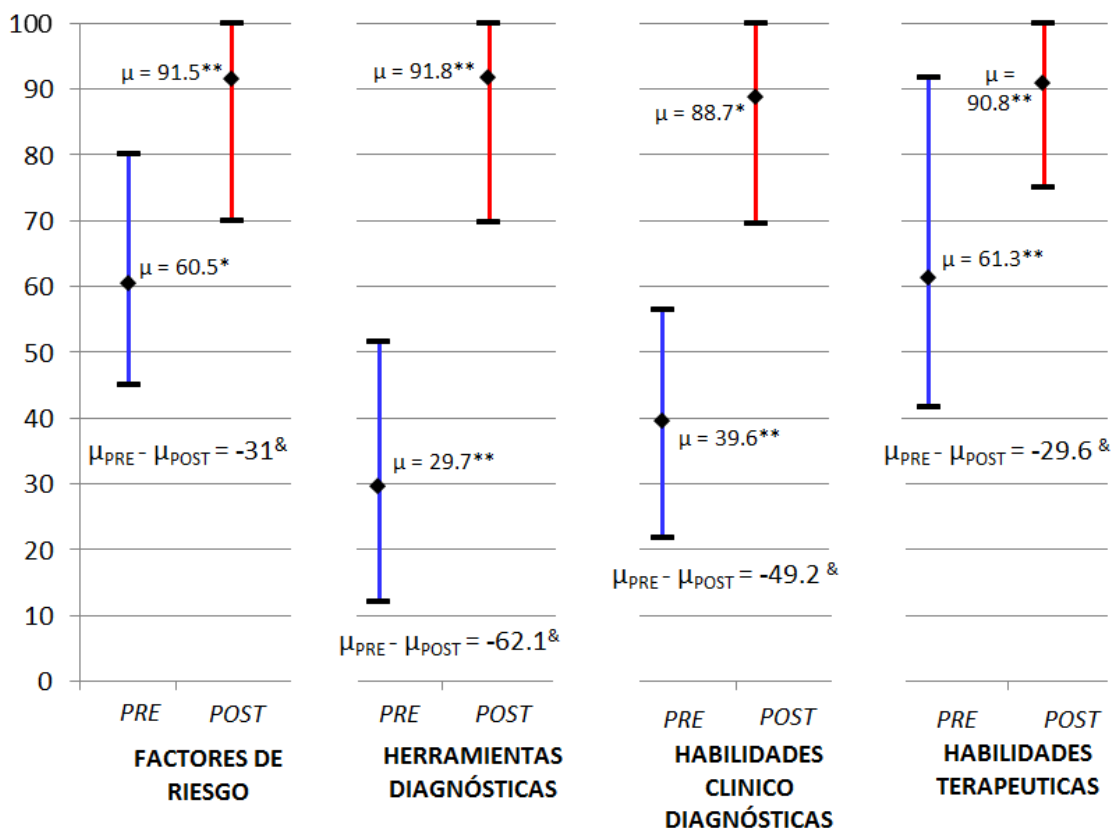 100
90
80
70
60
50
40
30
20
10
0
μ = 91.5**
μ = 60.5*
μPRE - μPOST = -31&
PRE POST
FACTORES DE
RIESGO
μ = 91.8**
μ = 29.7**
μPRE - μPOST = -62.1&
PRE POST
HERRAMIENTAS
DIAGNÓSTICAS
μ = 88.7*
μ = 39.6**
μPRE - μPOST = -49.2 &
PRE POST
HABILIDADES
CLINICO
DIAGNÓSTICAS
μ =
90.8**
μ = 61.3**
μPRE - μPOST = -29.6 &
PRE POST
HABILIDADES
TERAPEUTICAS